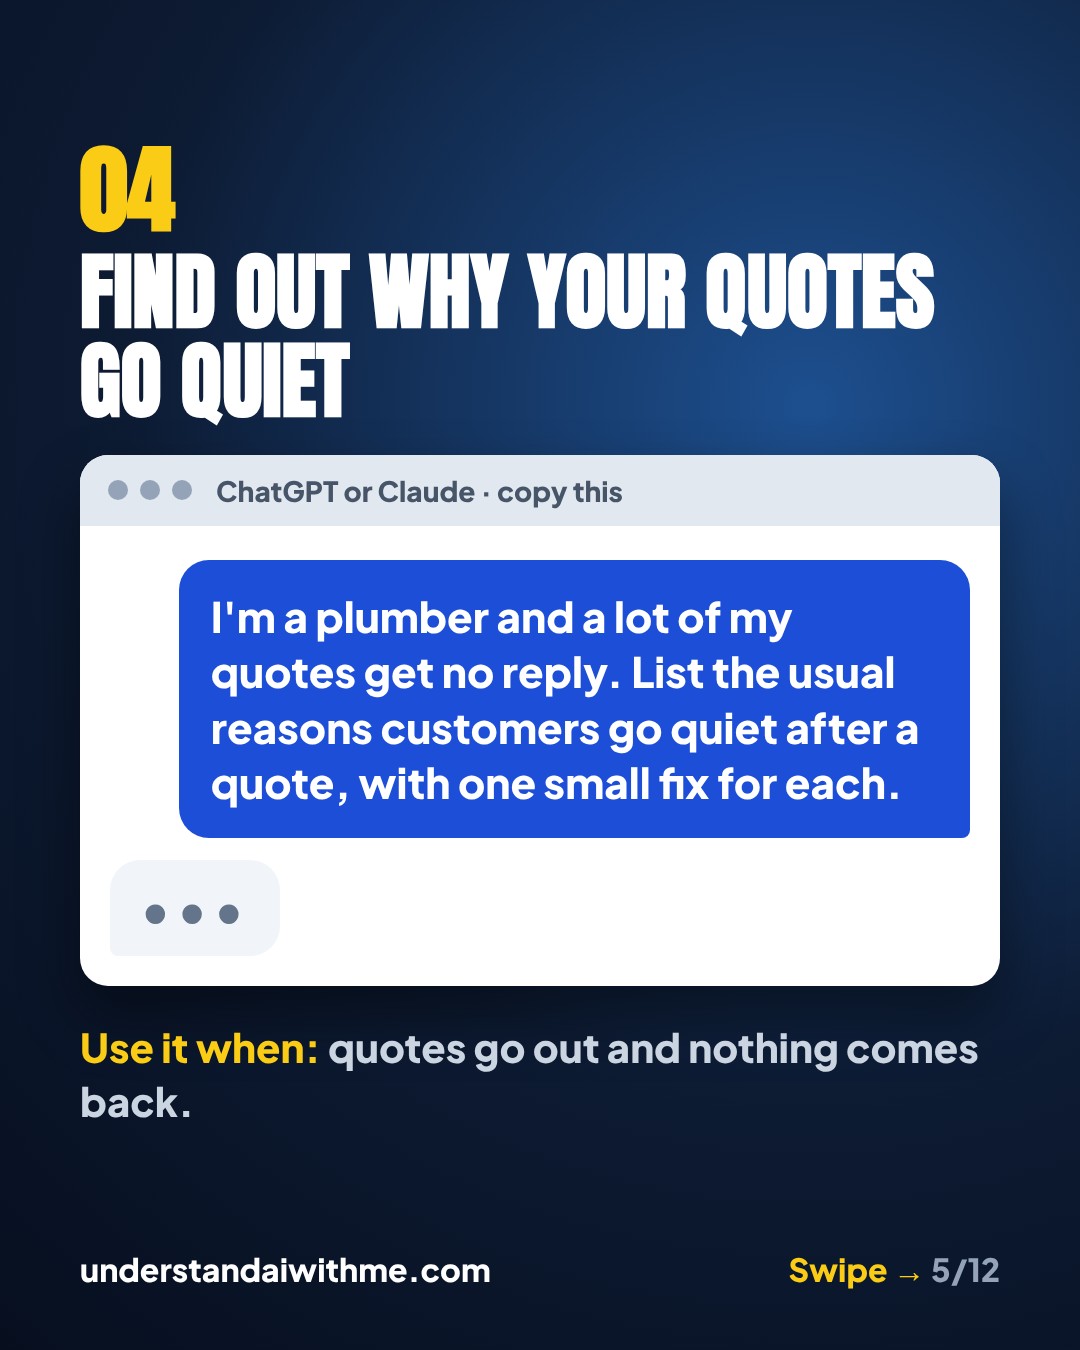 04
FIND OUT WHY YOUR QUOTES
GO QUIET
ChatGPT or Claude · copy this
I'm a plumber and a lot of my
quotes get no reply. List the usual
reasons customers go quiet after a
quote, with one small fix for each.
Use it when: quotes go out and nothing comes
back.
understandaiwithme.com
Swipe → 5/12